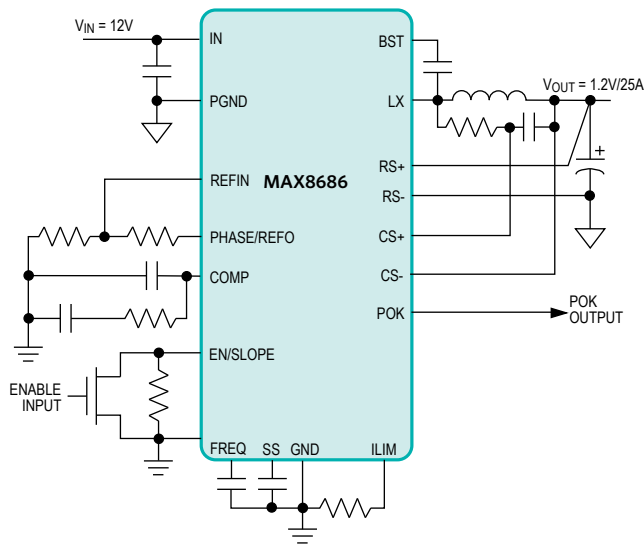 VIN = 12V
IN
BST
VOUT = 1.2V/25A
PGND
LX
REFIN
MAX8686
RS+
RS-
PHASE/REFO
CS+
COMP
CS-
POK
POK
OUTPUT
EN/SLOPE
ENABLE
INPUT
FREQ
SS
GND
ILIM
+